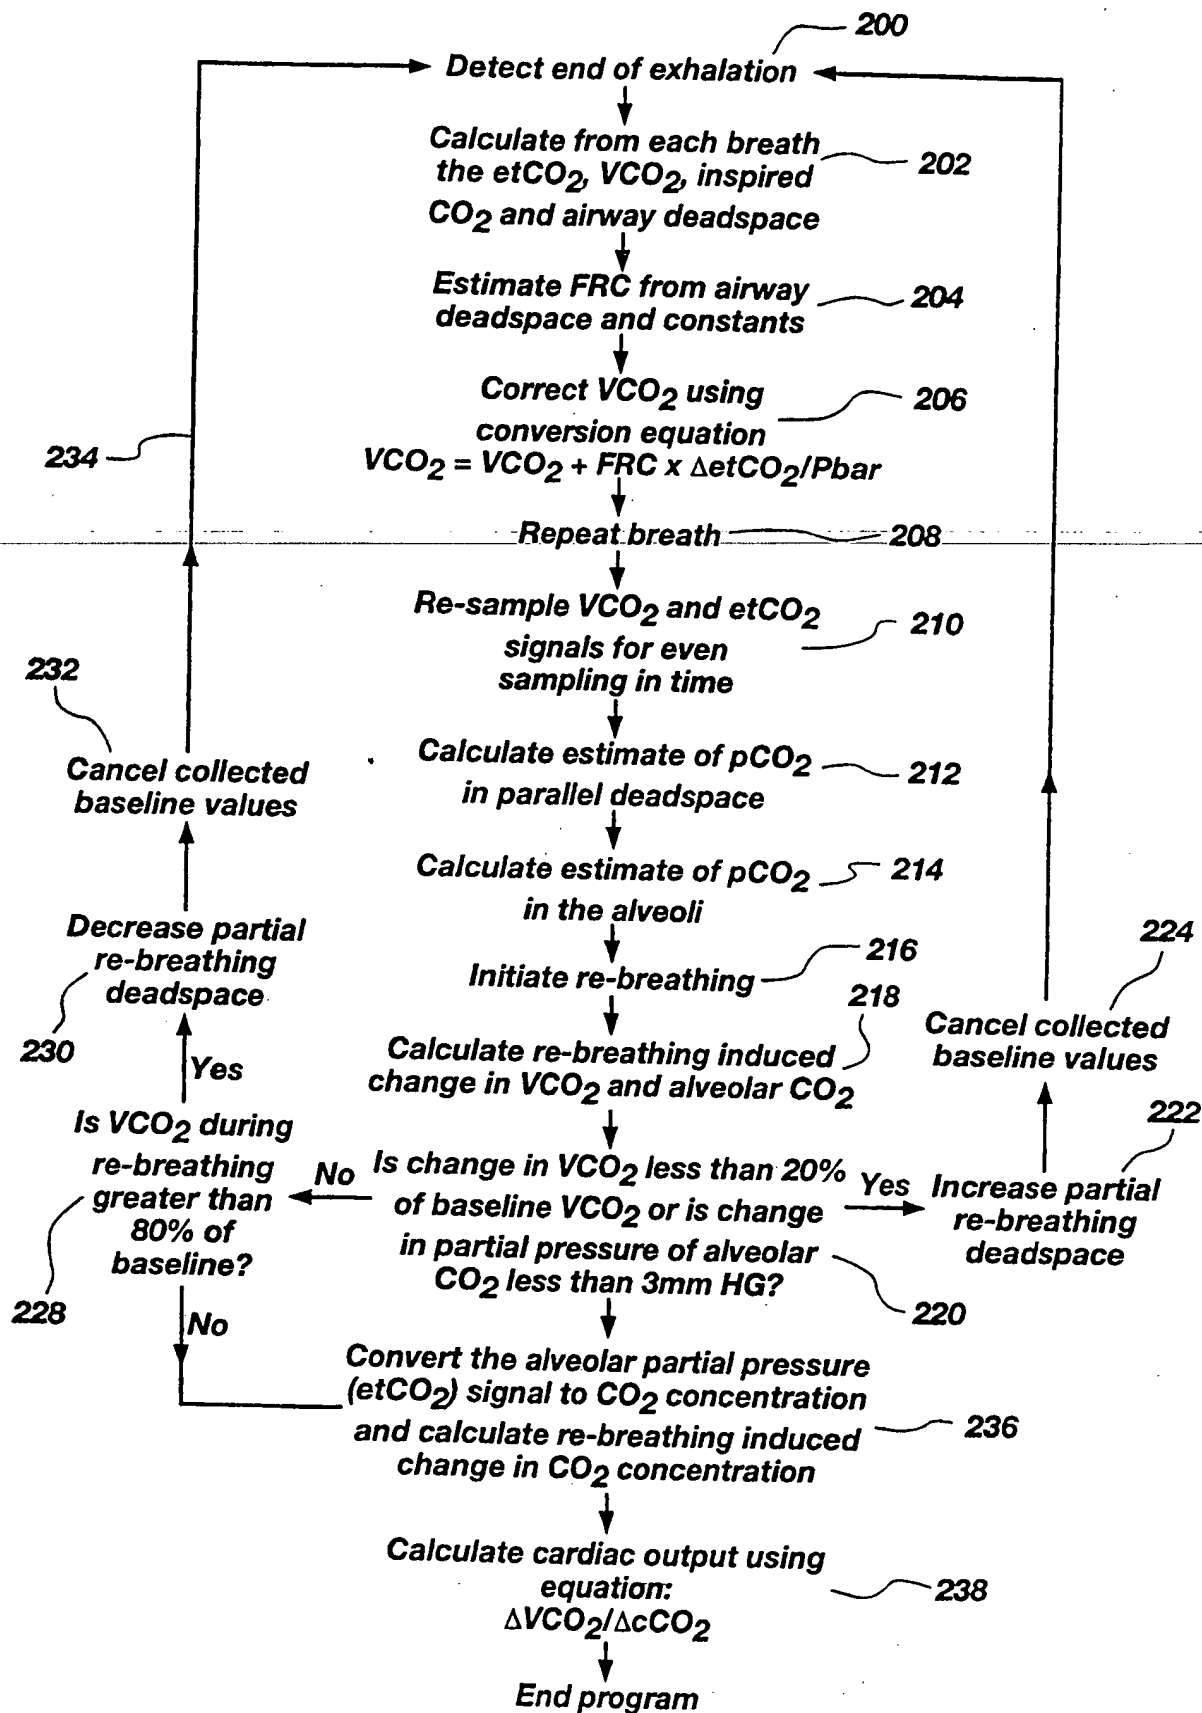 200
Detect end of exhalation
Calculate from each breath
the etCO2, VCO2, inspired
CO2 and airway deadspace
202
Estimate FRC from airway
deadspace and constants
204
Correct VCO2 using
conversion equation
VCO2 = VCO2 + FRC x ΔetCO2/Pbar
206
234
Repeat breath
208
Re-sample VCO2 and etCO2
signals for even
sampling in time
210
232
Cancel collected
baseline values
Calculate estimate of pCO2
in parallel deadspace
212
Calculate estimate of pCO2
in the alveoli
214
Decrease partial
re-breathing
deadspace
230
Initiate re-breathing
216
218
224
Cancel collected
baseline values
Calculate re-breathing induced
change in VCO2 and alveolar CO2
Yes
222
Is VCO2 during
re-breathing
greater than
80% of
baseline?
228
No
Is change in VCO2 less than 20%
of baseline VCO2 or is change
in partial pressure of alveolar
CO2 less than 3mm HG?
220
Yes
Increase partial
re-breathing
deadspace
No
Convert the alveolar partial pressure
(etCO2) signal to CO2 concentration
and calculate re-breathing induced
change in CO2 concentration
236
Calculate cardiac output using
equation:
ΔVCO2/ΔcCO2
238
End program